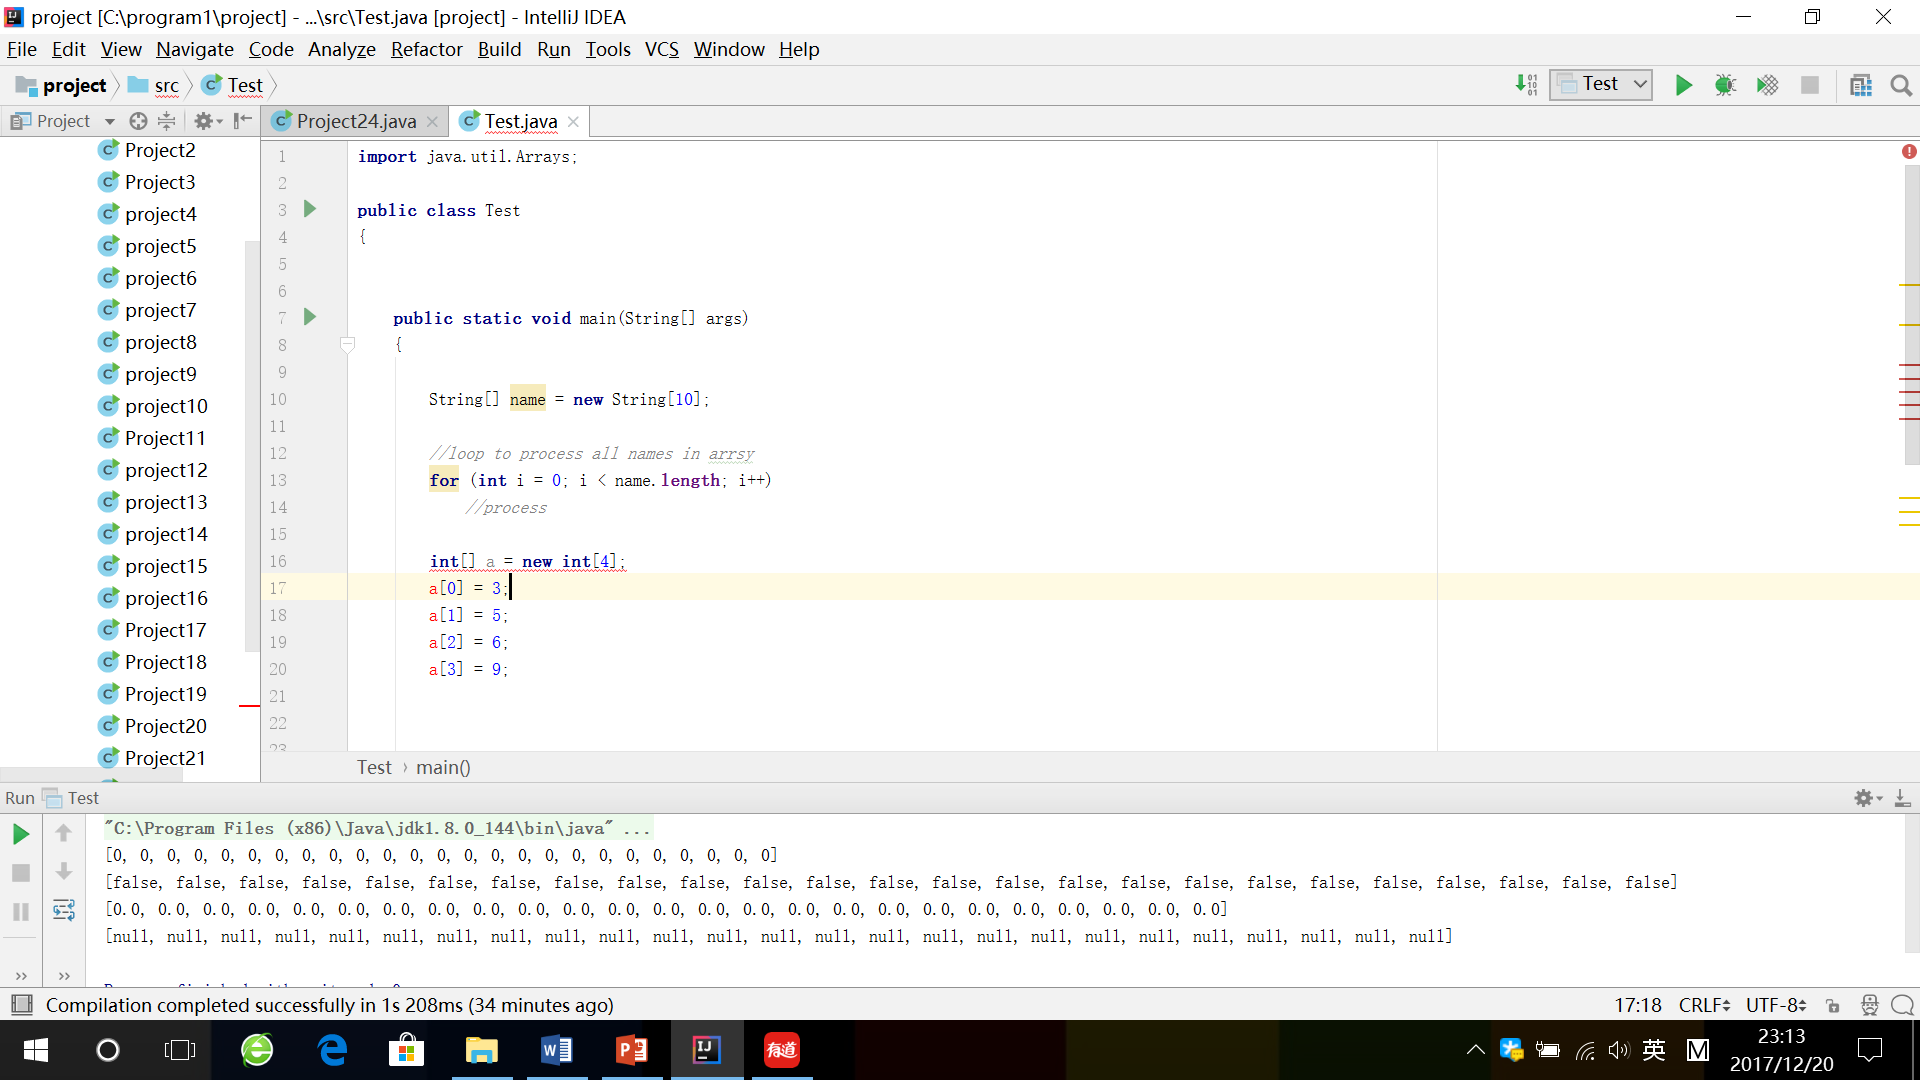 project [C:\program1\project] - ...\src\Test.java [project] - IntelliJ IDEA
File Edit View Navigate Code Analyze Refactor Build Run Tools VCS Window Help
project src Test
Test
Project
Project24.java Test.java
Project2
Project3
project4
project5
project6
project7
project8
project9
project10
Project11
project12
project13
project14
project15
project16
Project17
Project18
Project19
Project20
Project21
1 import java.util.Arrays;
2
3 public class Test
4 {
5
6
7 public static void main(String[] args)
8 {
9
10 String[] name = new String[10];
11
12 //loop to process all names in arrsy
13 for (int i = 0; i < name.length; i++)
14 //process
15
16 int[] a = new int[4];
17 a[0] = 3;
18 a[1] = 5;
19 a[2] = 6;
20 a[3] = 9;
21
22
23
Test › main()
Run Test
"C:\Program Files (x86)\Java\jdk1.8.0_144\bin\java" ...
[0, 0, 0, 0, 0, 0, 0, 0, 0, 0, 0, 0, 0, 0, 0, 0, 0, 0, 0, 0, 0, 0, 0, 0, 0]
[false, false, false, false, false, false, false, false, false, false, false, false, false, false, false, false, false, false, false, false, false, false, false, false, false]
[0.0, 0.0, 0.0, 0.0, 0.0, 0.0, 0.0, 0.0, 0.0, 0.0, 0.0, 0.0, 0.0, 0.0, 0.0, 0.0, 0.0, 0.0, 0.0, 0.0, 0.0, 0.0, 0.0, 0.0, 0.0]
[null, null, null, null, null, null, null, null, null, null, null, null, null, null, null, null, null, null, null, null, null, null, null, null, null]
Compilation completed successfully in 1s 208ms (34 minutes ago)
17:18 CRLF UTF-8
有道
英 M
23:13
2017/12/20